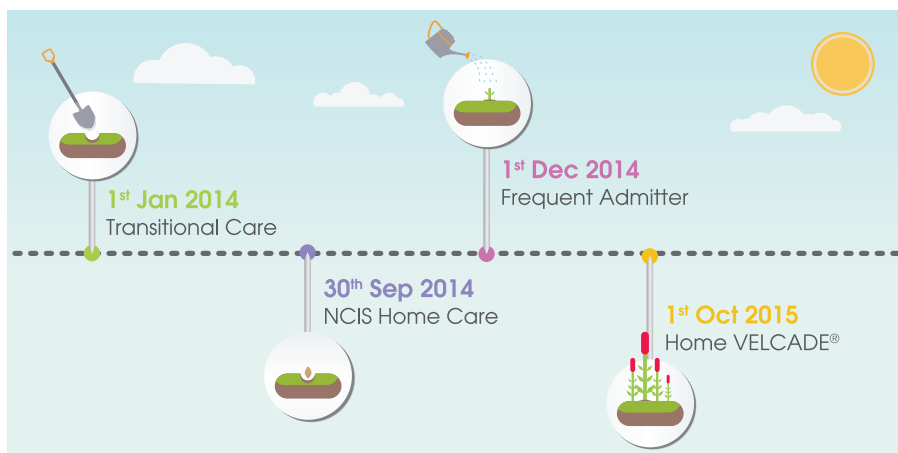 1st Jan 2014
Transitional Care
30th Sep 2014
NCIS Home Care
1st Dec 2014
Frequent Admitter
1st Oct 2015
Home VELCADE®